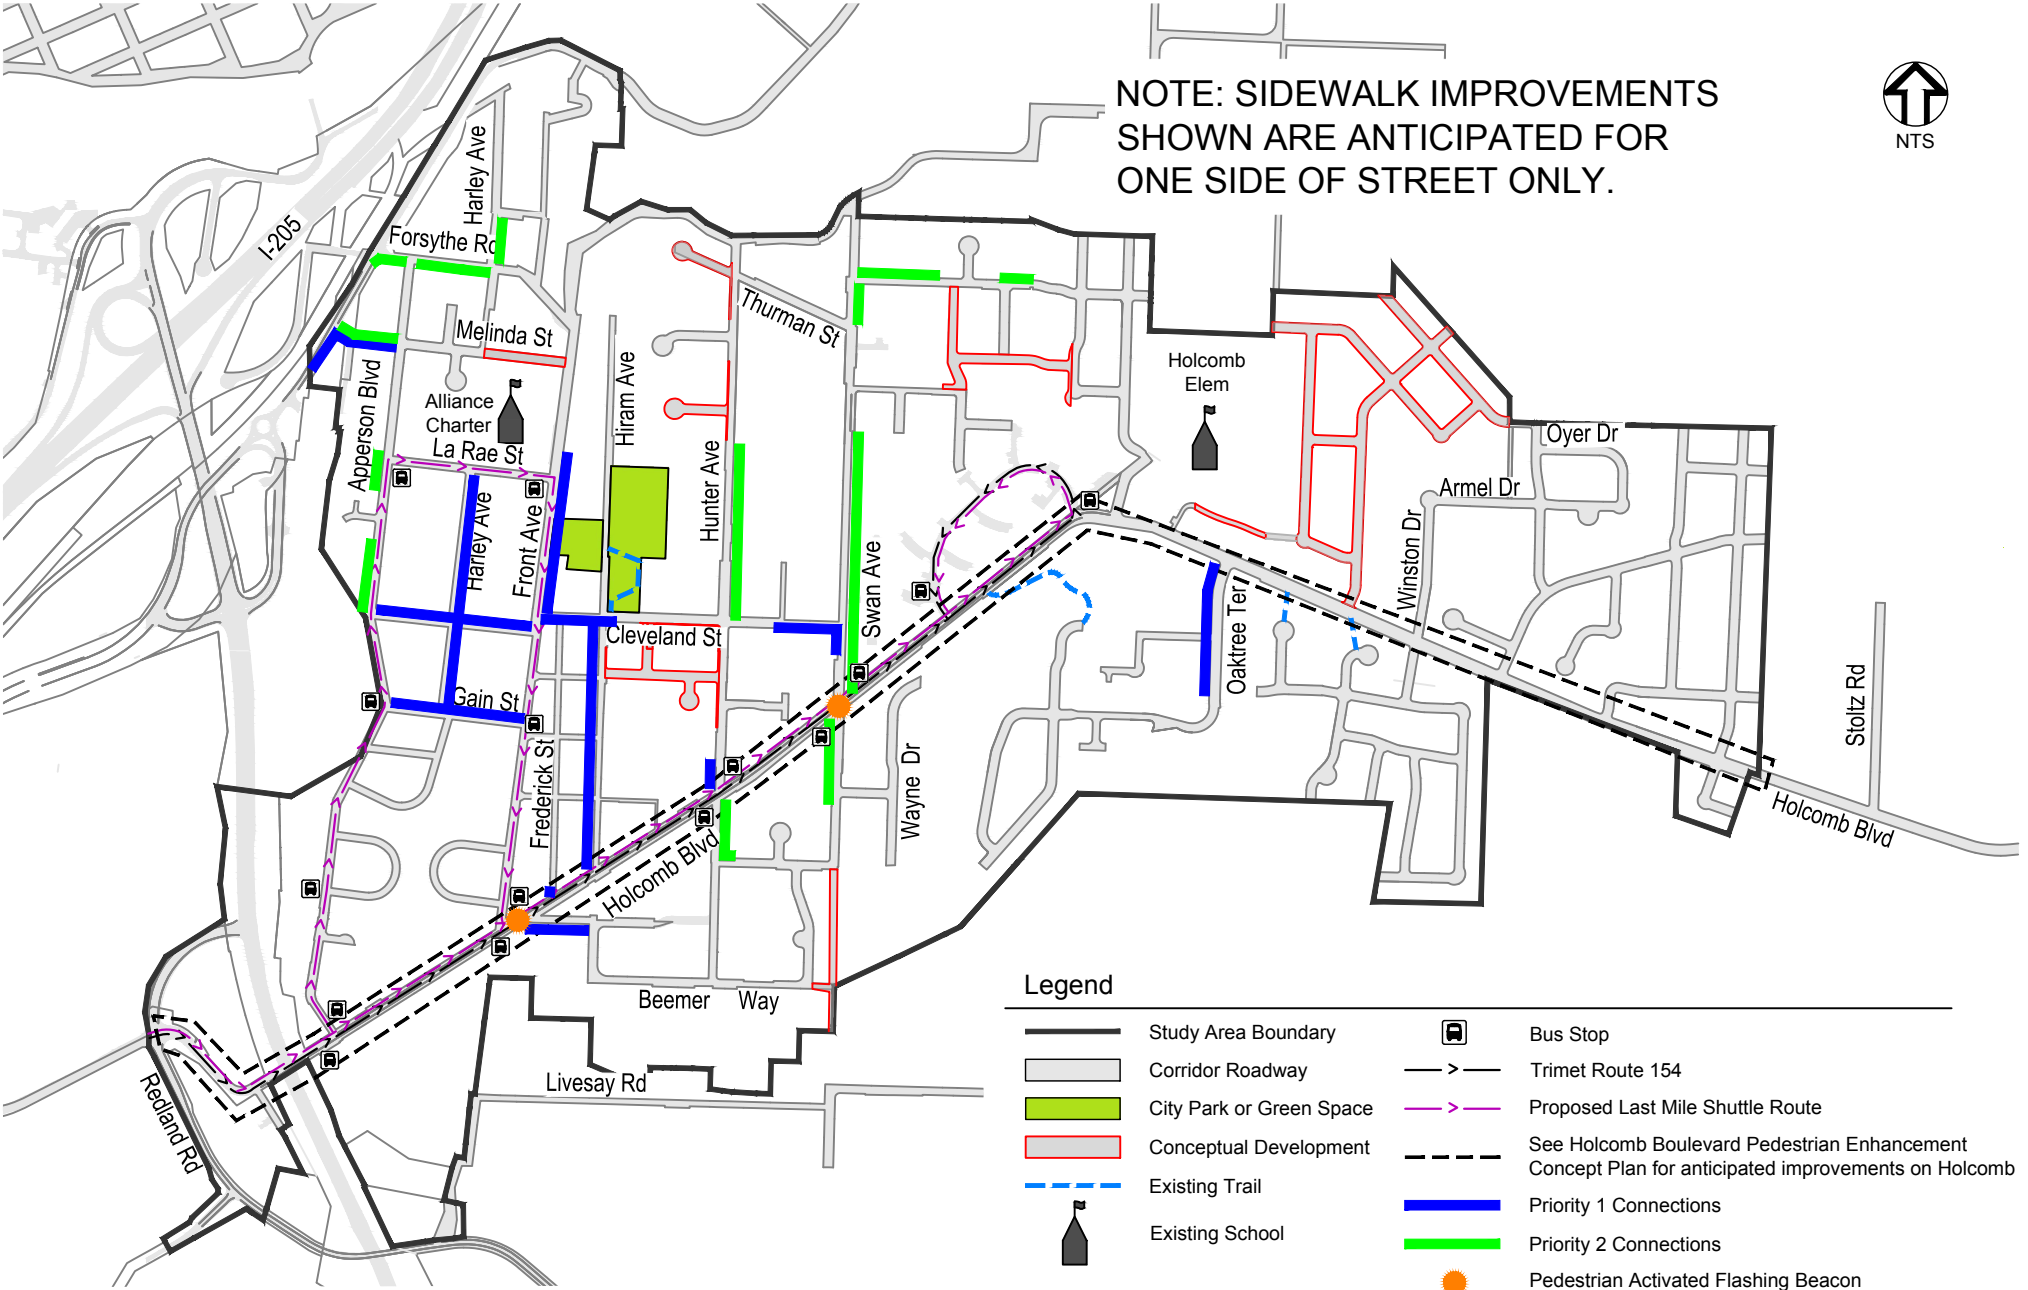 NOTE: SIDEWALK IMPROVEMENTS
SHOWN ARE ANTICIPATED FOR
ONE SIDE OF STREET ONLY.
NTS
I-205
Harley Ave
Forsythe Rd
Melinda St
Thurman St
Hiram Ave
Apperson Blvd
Alliance
Charter
La Rae St
Hunter Ave
Holcomb
Elem
Oyer Dr
Armel Dr
Winston Dr
Harley Ave
Front Ave
Swan Ave
Cleveland St
Oaktree Ter
Gain St
Frederick St
Wayne Dr
Stoltz Rd
Holcomb Blvd
Holcomb Blvd
Beemer Way
Livesay Rd
Redland Rd
Legend
Study Area Boundary
Corridor Roadway
City Park or Green Space
Conceptual Development
Existing Trail
Existing School
Bus Stop
Trimet Route 154
Proposed Last Mile Shuttle Route
See Holcomb Boulevard Pedestrian Enhancement
Concept Plan for anticipated improvements on Holcomb
Priority 1 Connections
Priority 2 Connections
Pedestrian Activated Flashing Beacon